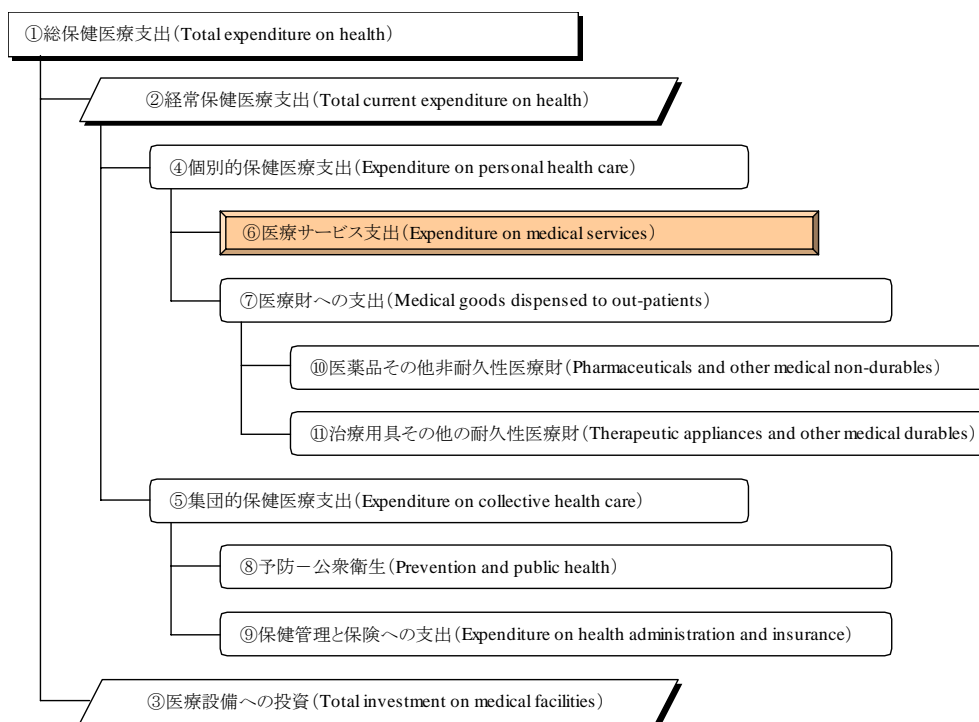 ①総保健医療支出(Total expenditure on health)
②経常保健医療支出(Total current expenditure on health)
④個別的保健医療支出(Expenditure on personal health care)
⑥医療サービス支出(Expenditure on medical services)
⑦医療財への支出(Medical goods dispensed to out-patients)
⑩医薬品その他非耐久性医療財(Pharmaceuticals and other medical non-durables)
⑪治療用具その他の耐久性医療財(Therapeutic appliances and other medical durables)
⑤集団的保健医療支出(Expenditure on collective health care)
⑧予防－公衆衛生(Prevention and public health)
⑨保健管理と保険への支出(Expenditure on health administration and insurance)
③医療設備への投資(Total investment on medical facilities)